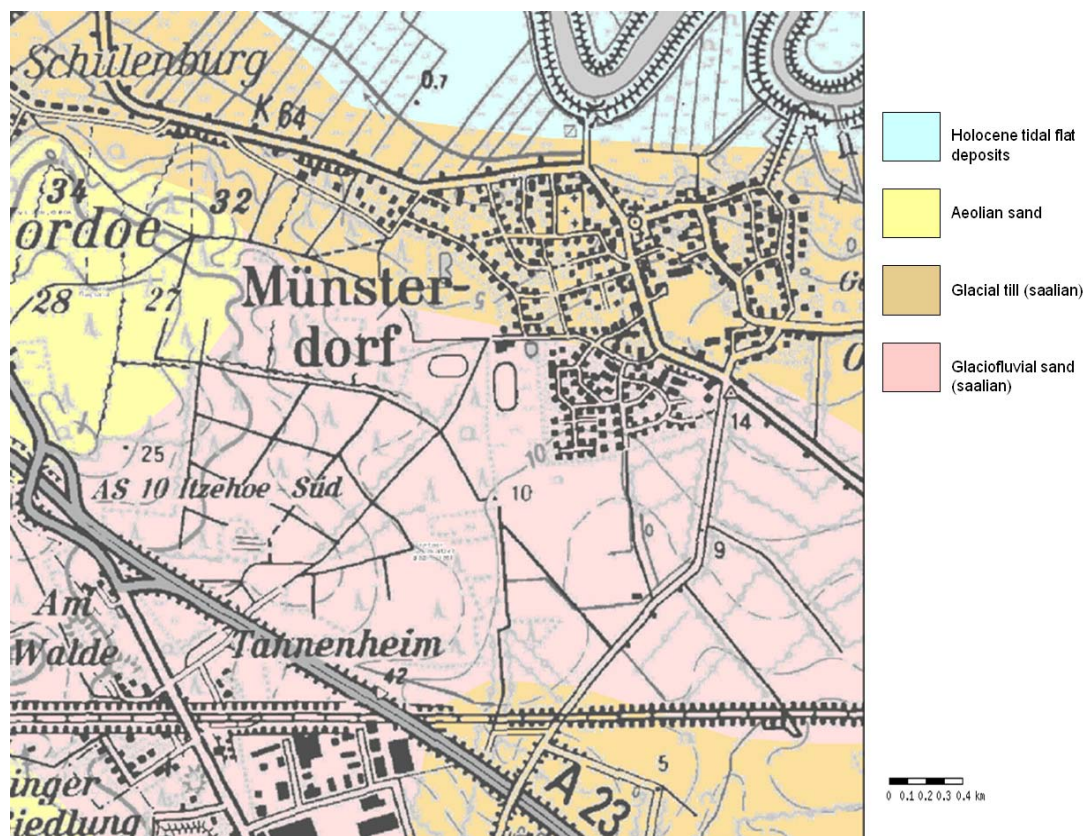 Schülenburg
K 64
0.7
34
32
ordoe
28
27
Münster-
dorf
25
AS 10 Itzehoe Süd
10
10
14
9
Am
Walde
Tannenheim
42
5
A 23
inger
iedlung
O
Holocene tidal flat
deposits
Aeolian sand
Glacial till (saalian)
Glaciofluvial sand
(saalian)
0 0.1 0.2 0.3 0.4 km